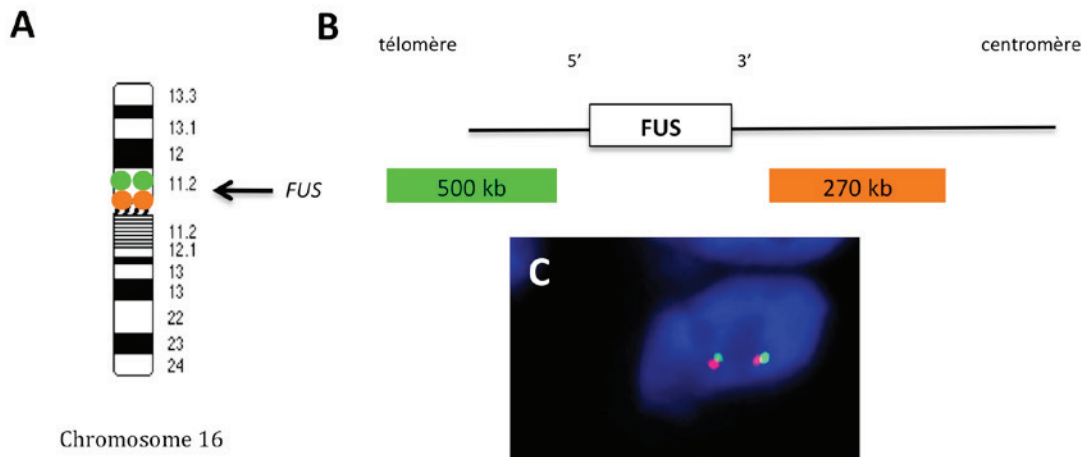 A
13.3
13.1
12
11.2
FUS
11.2
12.1
13
13
22
23
24
Chromosome 16
B
télomère
centromère
5'
3'
FUS
500 kb
270 kb
C